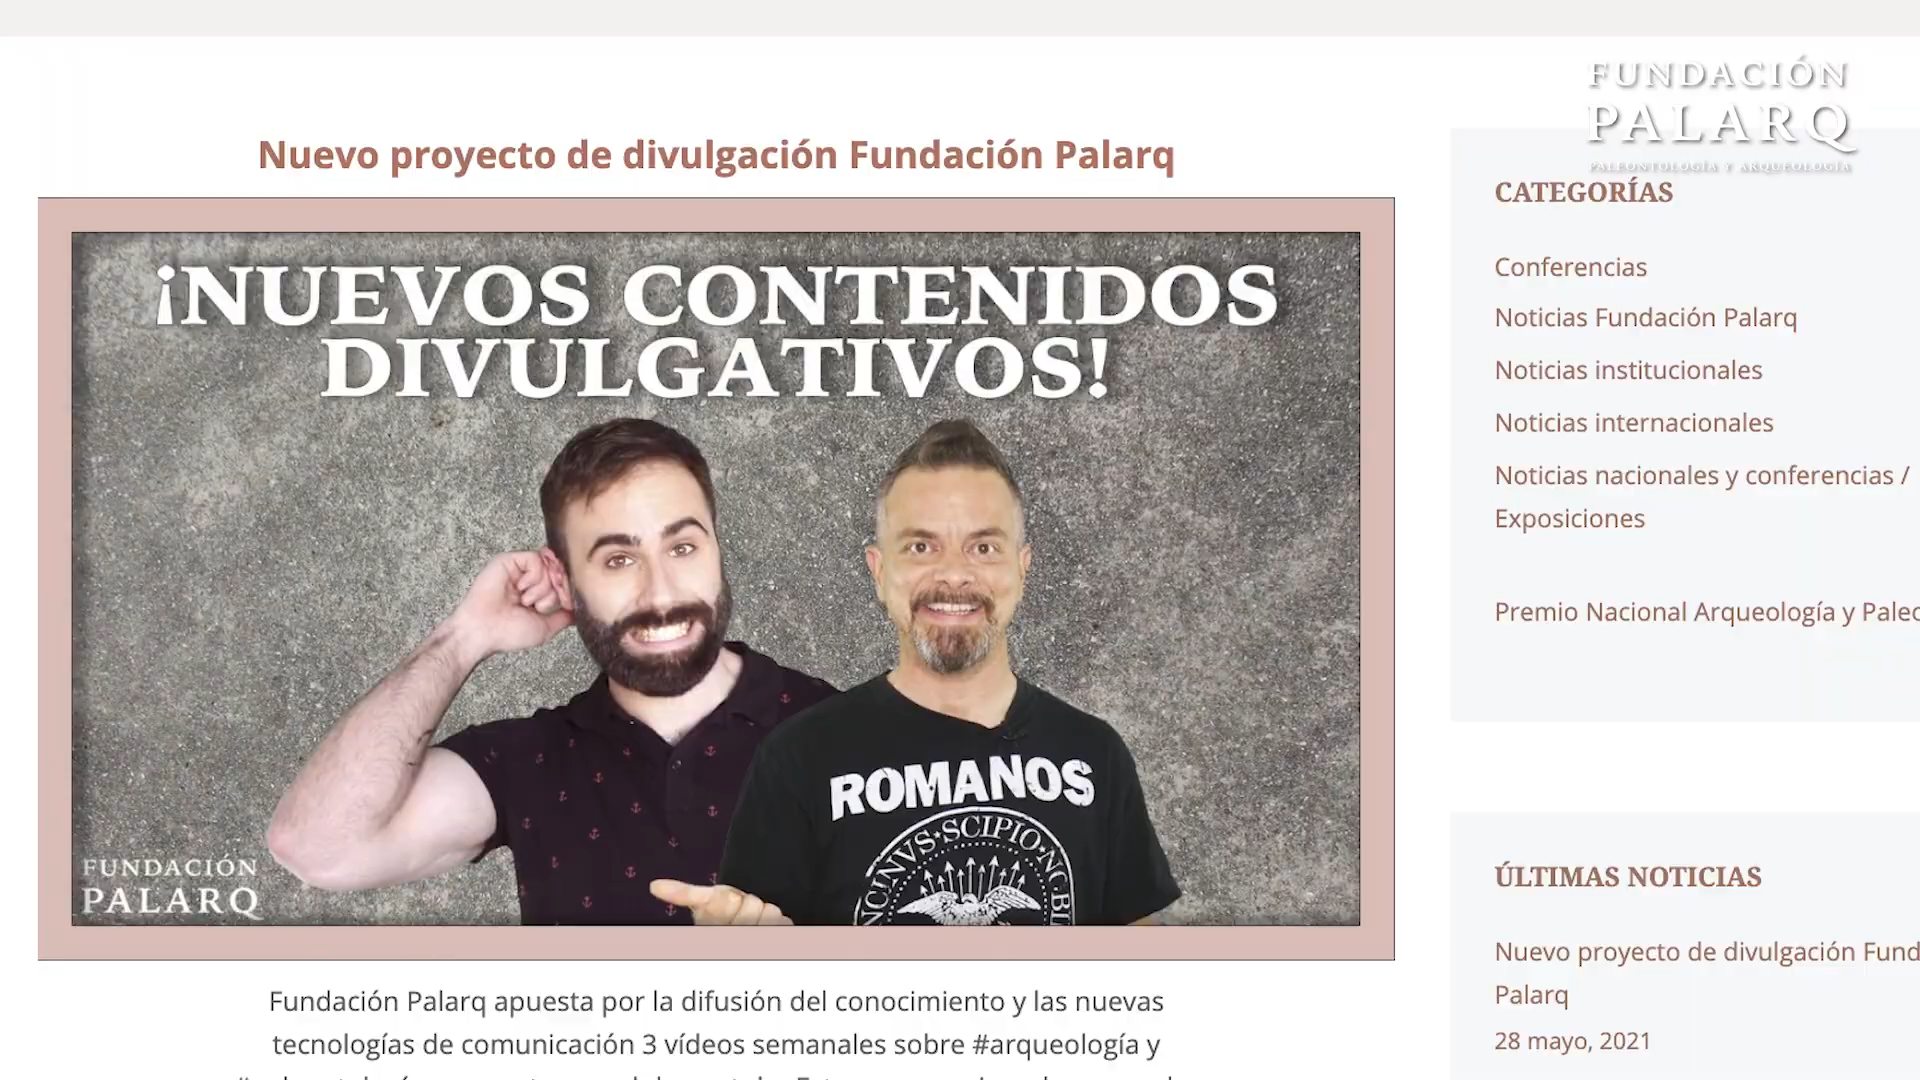 FUNDACIÓN
PALARQ
PALEONTOLOGÍA Y ARQUEOLOGÍA
Nuevo proyecto de divulgación Fundación Palarq
¡NUEVOS CONTENIDOS
DIVULGATIVOS!
ROMANOS
SCIPIO
FUNDACIÓN
PALARQ
Fundación Palarq apuesta por la difusión del conocimiento y las nuevas
tecnologías de comunicación 3 vídeos semanales sobre #arqueología y
CATEGORÍAS
Conferencias
Noticias Fundación Palarq
Noticias institucionales
Noticias internacionales
Noticias nacionales y conferencias /
Exposiciones
Premio Nacional Arqueología y Paleo
ÚLTIMAS NOTICIAS
Nuevo proyecto de divulgación Fund
Palarq
28 mayo, 2021